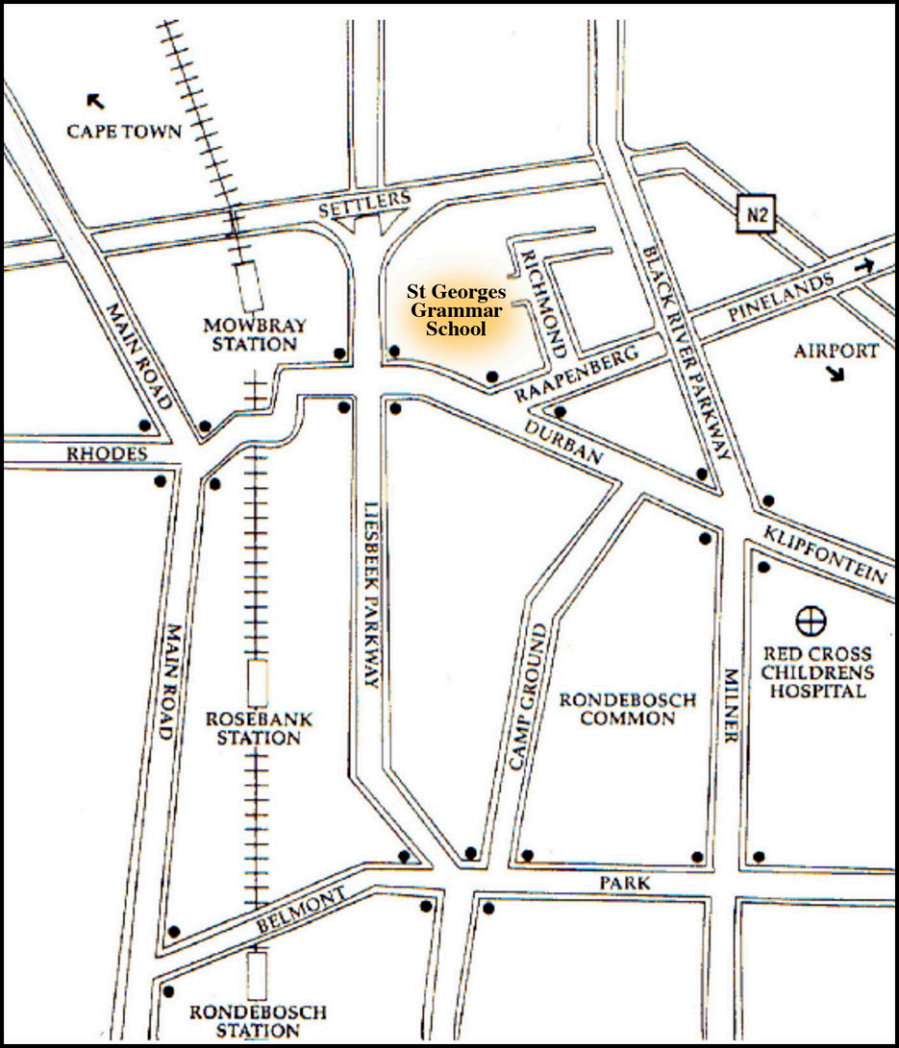 CAPE TOWN
SETTLERS
N2
MAIN ROAD
MOWBRAY
STATION
St Georges
Grammar
School
RICHMOND
BLACK RIVER PARKWAY
PINELANDS
AIRPORT
RAAPENBERG
RHODES
DURBAN
KLIPFONTEIN
LIESBEEK PARKWAY
MAIN ROAD
ROSEBANK
STATION
CAMP GROUND
RONDEBOSCH
COMMON
MILNER
RED CROSS
CHILDRENS
HOSPITAL
PARK
BELMONT
RONDEBOSCH
STATION